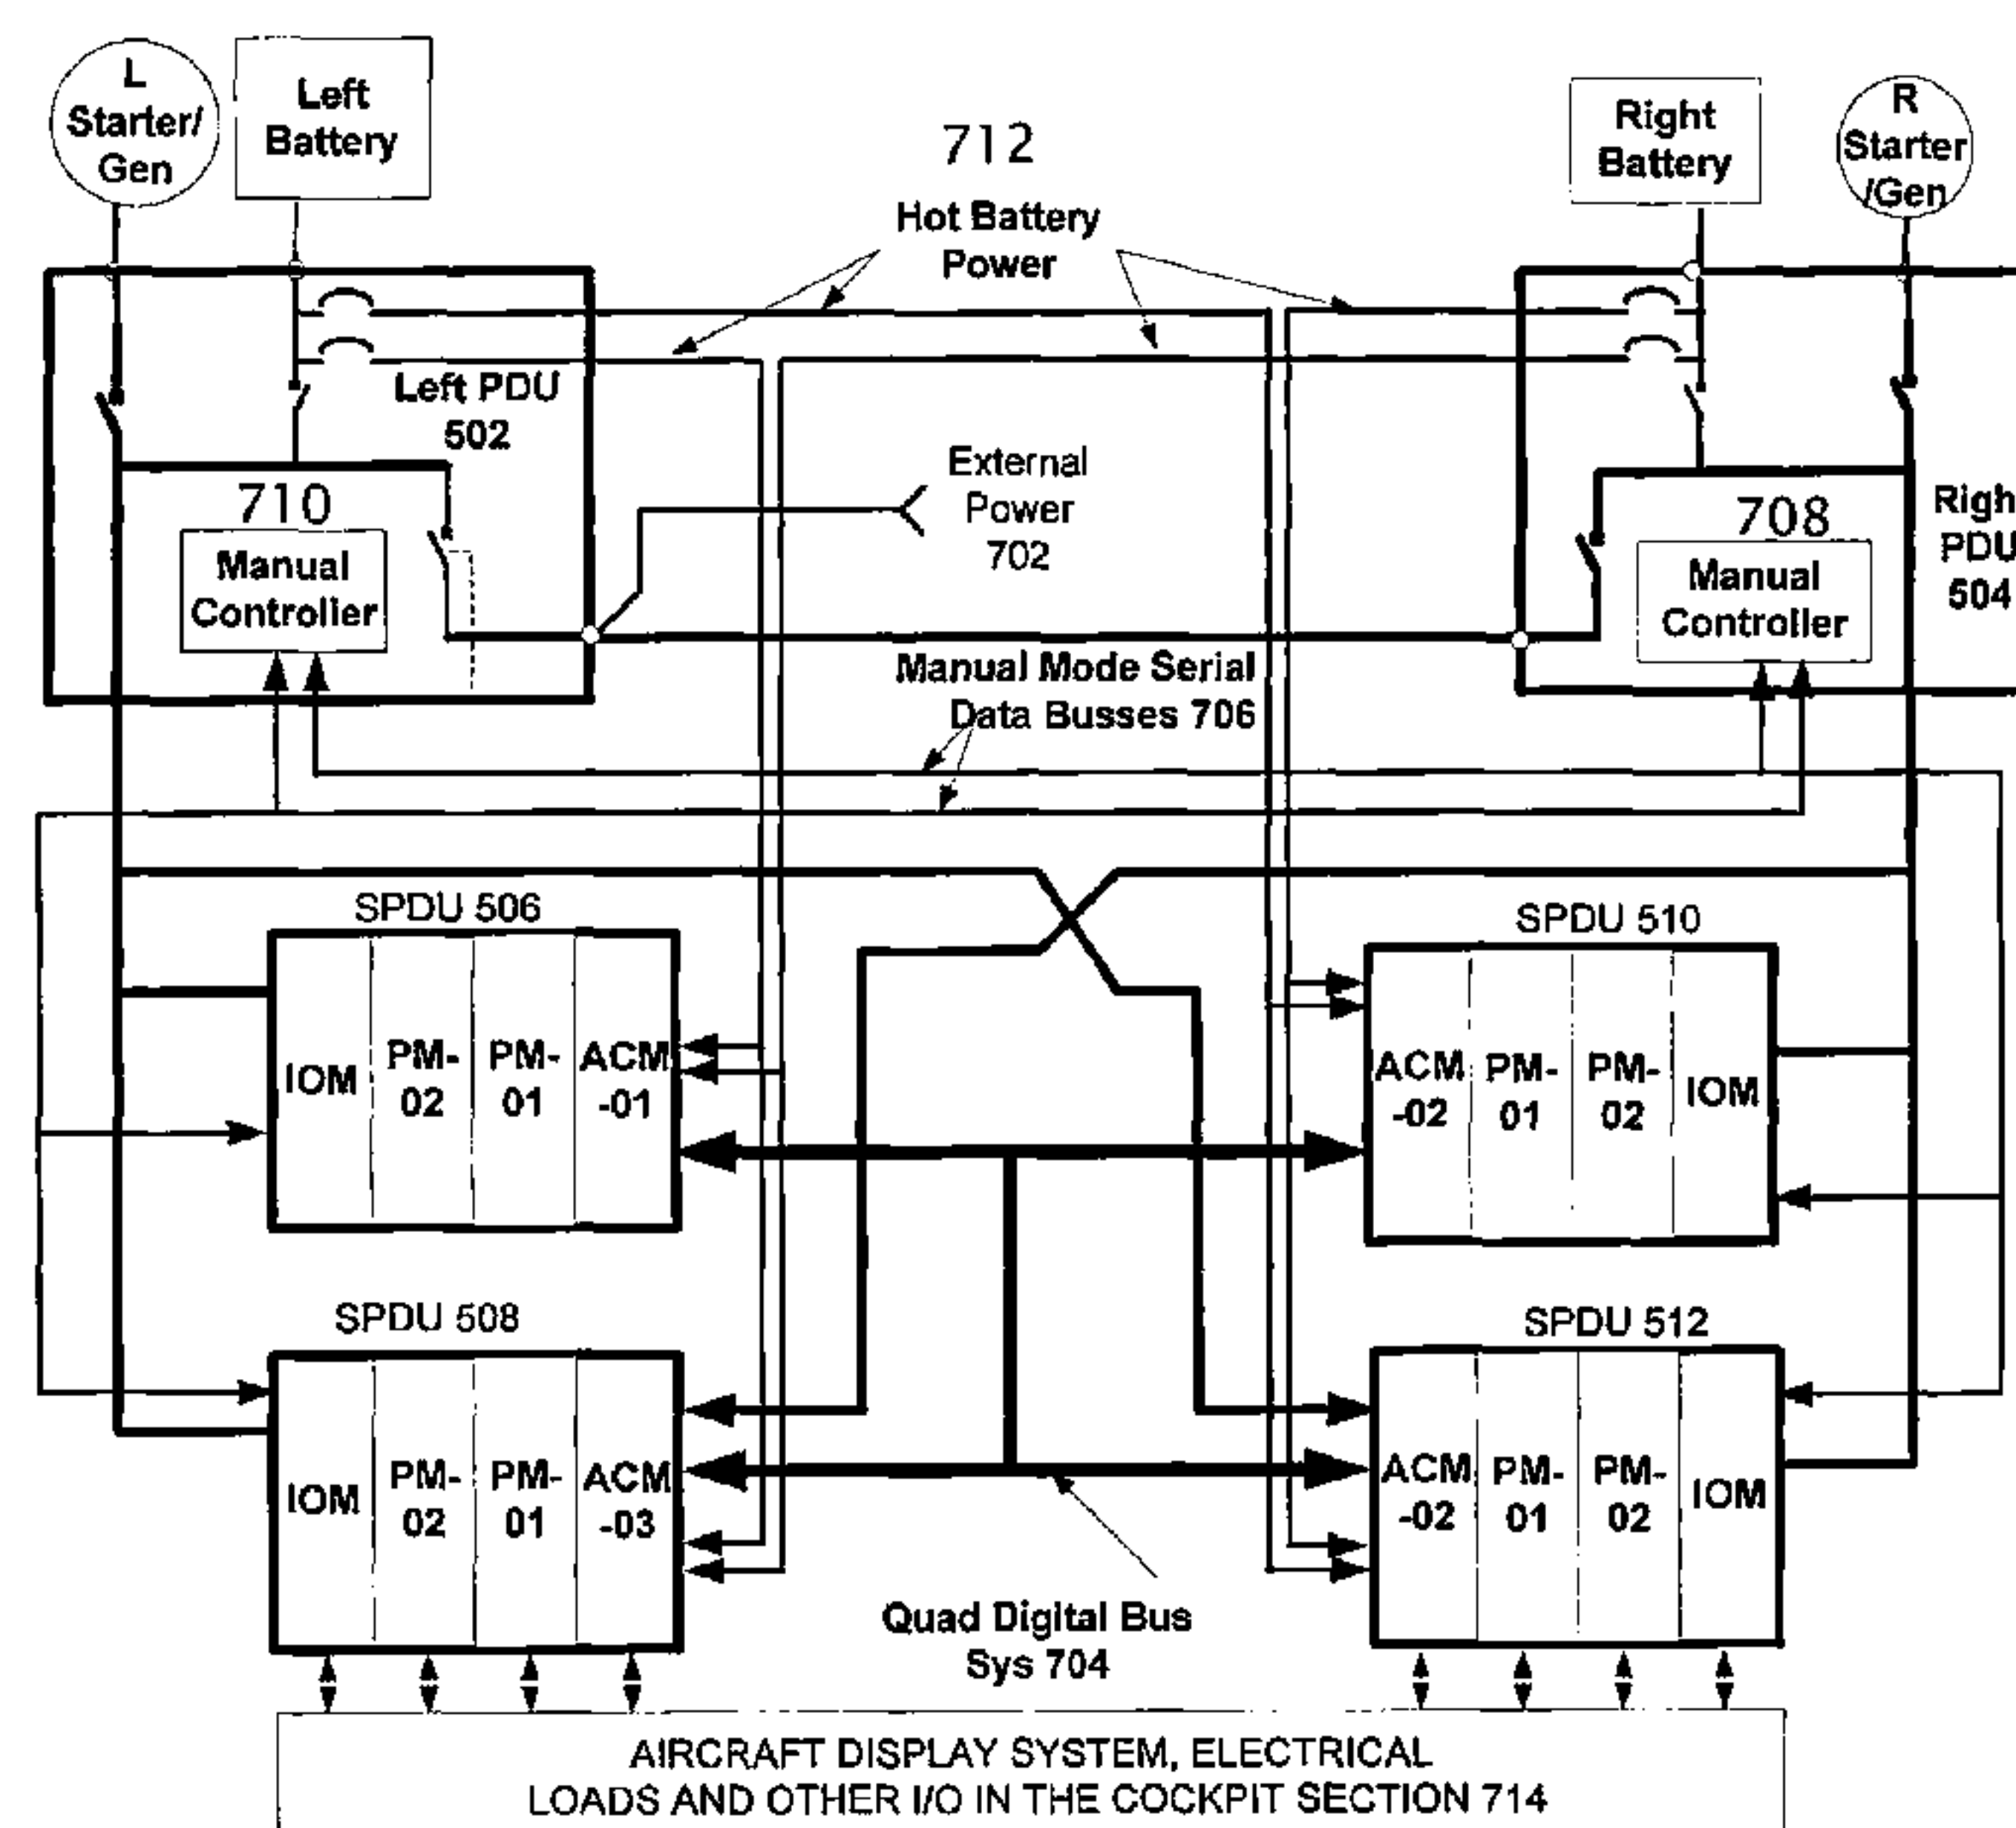 L
Starter/
Gen
Left
Battery
712
Hot Battery
Power
Right
Battery
R
Starter
/Gen
Left PDU
502
External
Power
702
710
Manual
Controller
708
Manual
Controller
Righ
PDU
504
Manual Mode Serial
Data Busses 706
SPDU 506
IOM
PM-
02
PM-
01
ACM
-01
SPDU 510
ACM
-02
PM-
01
PM-
02
IOM
SPDU 508
IOM
PM-
02
PM-
01
ACM
-03
SPDU 512
ACM
-02
PM-
01
PM-
02
IOM
Quad Digital Bus
Sys 704
AIRCRAFT DISPLAY SYSTEM, ELECTRICAL
LOADS AND OTHER I/O IN THE COCKPIT SECTION 714